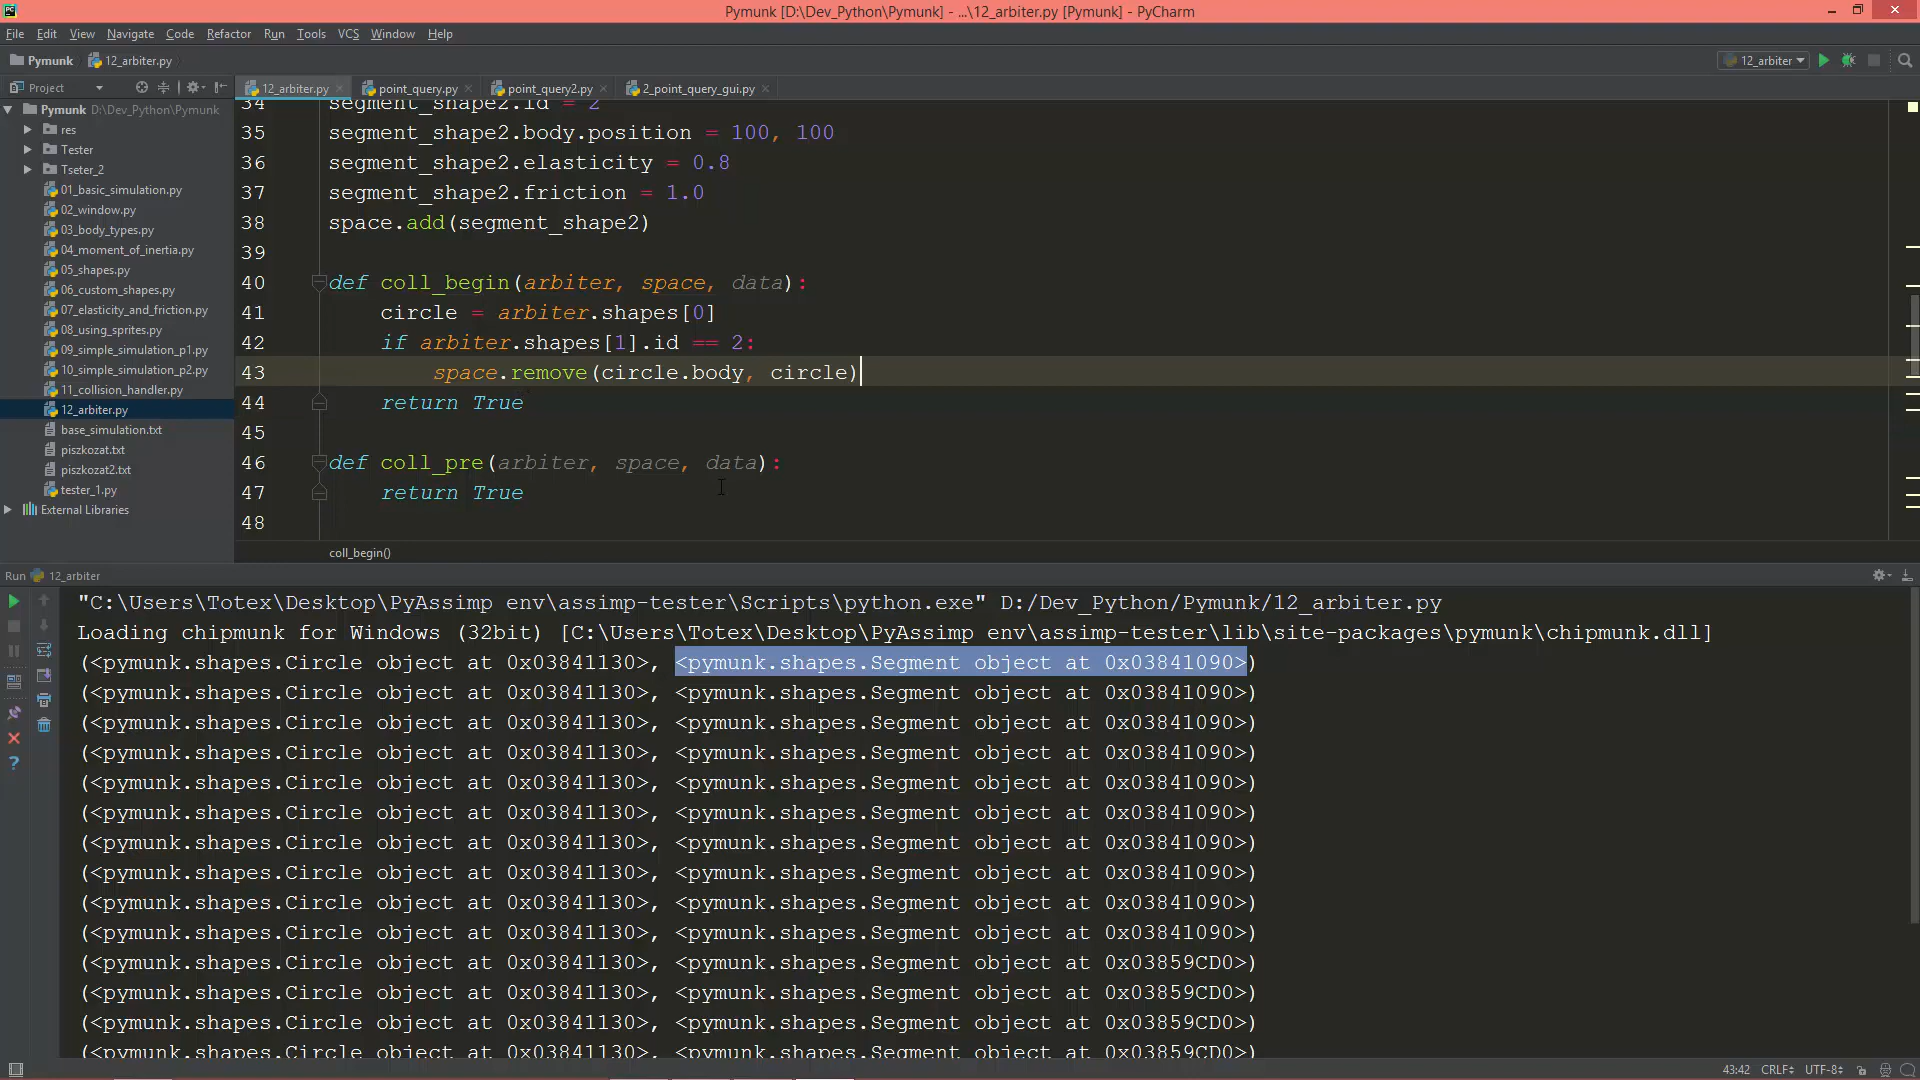 Pymunk [D:\Dev_Python\Pymunk] - ...\12_arbiter.py [Pymunk] - PyCharm
File Edit View Navigate Code Refactor Run Tools VCS Window Help
Pymunk 12_arbiter.py 12_arbiter
Project 12_arbiter.py point_query.py point_query2.py 2_point_query_gui.py
Pymunk D:\Dev_Python\Pymunk
res
Tester
Tseter_2
01_basic_simulation.py
02_window.py
03_body_types.py
04_moment_of_inertia.py
05_shapes.py
06_custom_shapes.py
07_elasticity_and_friction.py
08_using_sprites.py
09_simple_simulation_p1.py
10_simple_simulation_p2.py
11_collision_handler.py
12_arbiter.py
base_simulation.txt
piszkozat.txt
piszkozat2.txt
tester_1.py
External Libraries
34 segment_shape2.id = 2
35 segment_shape2.body.position = 100, 100
36 segment_shape2.elasticity = 0.8
37 segment_shape2.friction = 1.0
38 space.add(segment_shape2)
39
40 def coll_begin(arbiter, space, data):
41 circle = arbiter.shapes[0]
42 if arbiter.shapes[1].id == 2:
43 space.remove(circle.body, circle)
44 return True
45
46 def coll_pre(arbiter, space, data):
47 return True
48
coll_begin()
Run 12_arbiter
"C:\Users\Totex\Desktop\PyAssimp env\assimp-tester\Scripts\python.exe" D:/Dev_Python/Pymunk/12_arbiter.py
Loading chipmunk for Windows (32bit) [C:\Users\Totex\Desktop\PyAssimp env\assimp-tester\lib\site-packages\pymunk\chipmunk.dll]
(<pymunk.shapes.Circle object at 0x03841130>, <pymunk.shapes.Segment object at 0x03841090>)
(<pymunk.shapes.Circle object at 0x03841130>, <pymunk.shapes.Segment object at 0x03841090>)
(<pymunk.shapes.Circle object at 0x03841130>, <pymunk.shapes.Segment object at 0x03841090>)
(<pymunk.shapes.Circle object at 0x03841130>, <pymunk.shapes.Segment object at 0x03841090>)
(<pymunk.shapes.Circle object at 0x03841130>, <pymunk.shapes.Segment object at 0x03841090>)
(<pymunk.shapes.Circle object at 0x03841130>, <pymunk.shapes.Segment object at 0x03841090>)
(<pymunk.shapes.Circle object at 0x03841130>, <pymunk.shapes.Segment object at 0x03841090>)
(<pymunk.shapes.Circle object at 0x03841130>, <pymunk.shapes.Segment object at 0x03841090>)
(<pymunk.shapes.Circle object at 0x03841130>, <pymunk.shapes.Segment object at 0x03841090>)
(<pymunk.shapes.Circle object at 0x03841130>, <pymunk.shapes.Segment object at 0x03841090>)
(<pymunk.shapes.Circle object at 0x03841130>, <pymunk.shapes.Segment object at 0x03859CD0>)
(<pymunk.shapes.Circle object at 0x03841130>, <pymunk.shapes.Segment object at 0x03859CD0>)
(<pymunk.shapes.Circle object at 0x03841130>, <pymunk.shapes.Segment object at 0x03859CD0>)
(<pymunk.shapes.Circle object at 0x03841130>, <pymunk.shapes.Segment object at 0x03859CD0>)
43:42 CRLF UTF-8